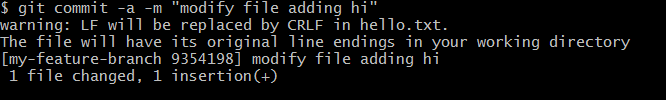 $ git commit -a -m "modify file adding hi"
warning: LF will be replaced by CRLF in hello.txt.
The file will have its original line endings in your working directory
[my-feature-branch 9354198] modify file adding hi
 1 file changed, 1 insertion(+)